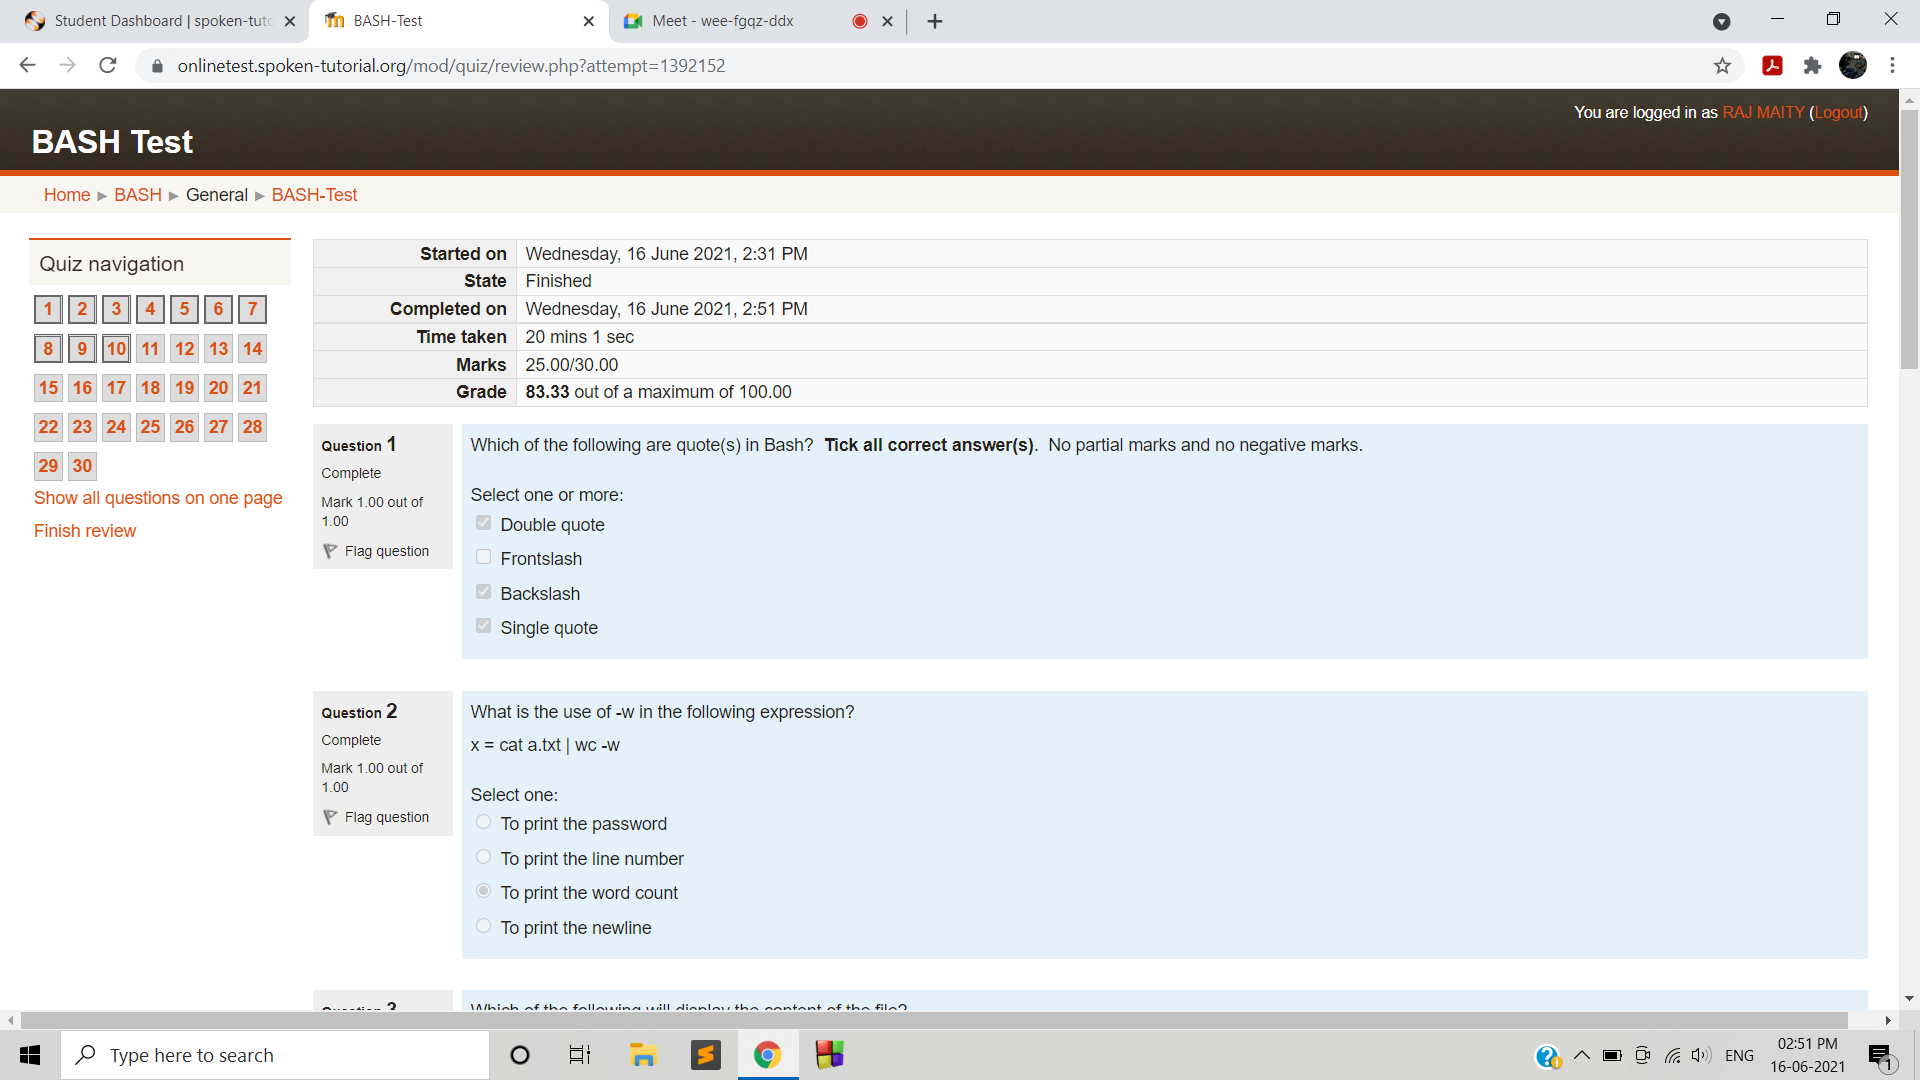 Student Dashboard | spoken-tuto
BASH-Test
Meet - wee-fgqz-ddx
onlinetest.spoken-tutorial.org/mod/quiz/review.php?attempt=1392152
You are logged in as RAJ MAITY (Logout)
BASH Test
Home ► BASH ► General ► BASH-Test
Quiz navigation
1 2 3 4 5 6 7
8 9 10 11 12 13 14
15 16 17 18 19 20 21
22 23 24 25 26 27 28
29 30
Show all questions on one page
Finish review
Started on Wednesday, 16 June 2021, 2:31 PM
State Finished
Completed on Wednesday, 16 June 2021, 2:51 PM
Time taken 20 mins 1 sec
Marks 25.00/30.00
Grade 83.33 out of a maximum of 100.00
Question 1
Complete
Mark 1.00 out of
1.00
Flag question
Which of the following are quote(s) in Bash? Tick all correct answer(s). No partial marks and no negative marks.
Select one or more:
Double quote
Frontslash
Backslash
Single quote
Question 2
Complete
Mark 1.00 out of
1.00
Flag question
What is the use of -w in the following expression?
x = cat a.txt | wc -w
Select one:
To print the password
To print the line number
To print the word count
To print the newline
Question 3
Which of the following will display the content of the file?
Type here to search
ENG
02:51 PM
16-06-2021
1